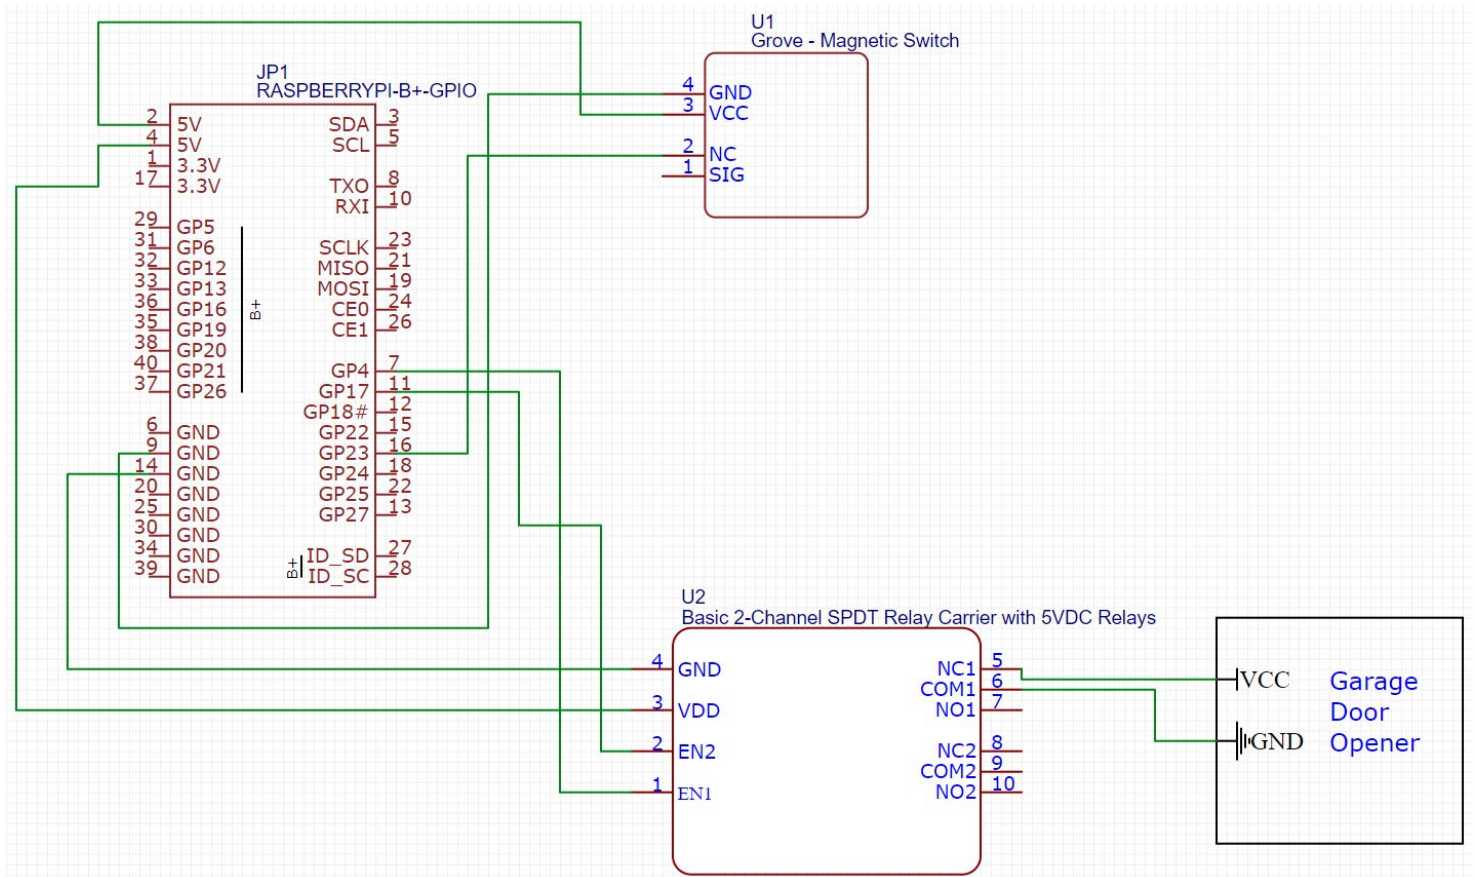 U1
Grove - Magnetic Switch
4 GND
3 VCC
2 NC
1 SIG
JP1
RASPBERRYPI-B+-GPIO
2 5V SDA 3
4 5V SCL 5
1 3.3V
17 3.3V TXO 8
RXI 10
29 GP5
31 GP6 SCLK 23
32 GP12 MISO 21
33 GP13 MOSI 19
36 GP16 CE0 24
35 GP19 CE1 26
38 GP20
40 GP21 GP4 7
37 GP26 GP17 11
GP18# 12
6 GND GP22 15
9 GND GP23 16
14 GND GP24 18
20 GND GP25 22
25 GND GP27 13
30 GND
34 GND ID_SD 27
39 GND ID_SC 28
B+
B+
U2
Basic 2-Channel SPDT Relay Carrier with 5VDC Relays
4 GND NC1 5
COM1 6
3 VDD NO1 7
2 EN2 NC2 8
COM2 9
1 EN1 NO2 10
VCC
GND
Garage
Door
Opener